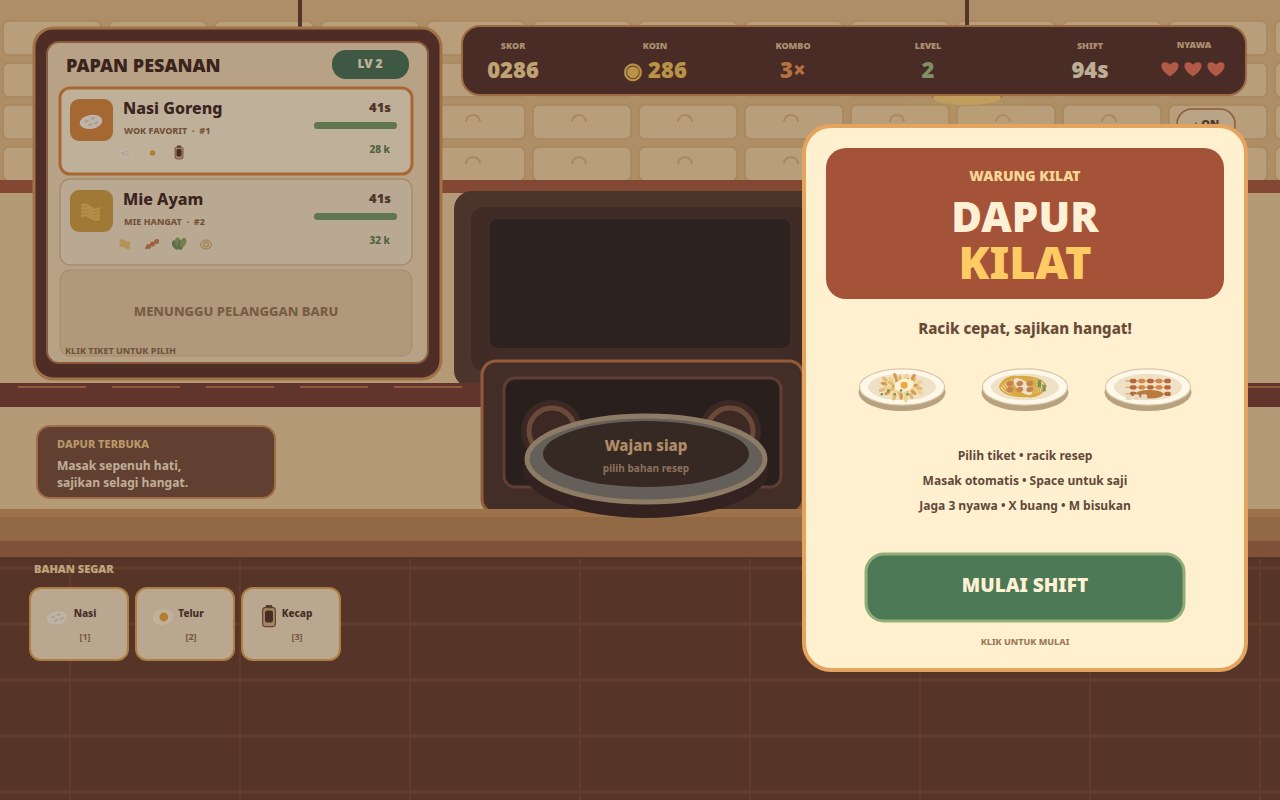 PAPAN PESANAN
LV 2
Nasi Goreng
41s
WOK FAVORIT · #1
28 k
Mie Ayam
41s
MIE HANGAT · #2
32 k
MENUNGGU PELANGGAN BARU
KLIK TIKET UNTUK PILIH
SKOR
0286
KOIN
286
KOMBO
3×
LEVEL
2
SHIFT
94s
NYAWA
ON
WARUNG KILAT
DAPUR
KILAT
Racik cepat, sajikan hangat!
Pilih tiket • racik resep
Masak otomatis • Space untuk saji
Jaga 3 nyawa • X buang • M bisukan
MULAI SHIFT
KLIK UNTUK MULAI
DAPUR TERBUKA
Masak sepenuh hati,
sajikan selagi hangat.
Wajan siap
pilih bahan resep
BAHAN SEGAR
Nasi
[1]
Telur
[2]
Kecap
[3]